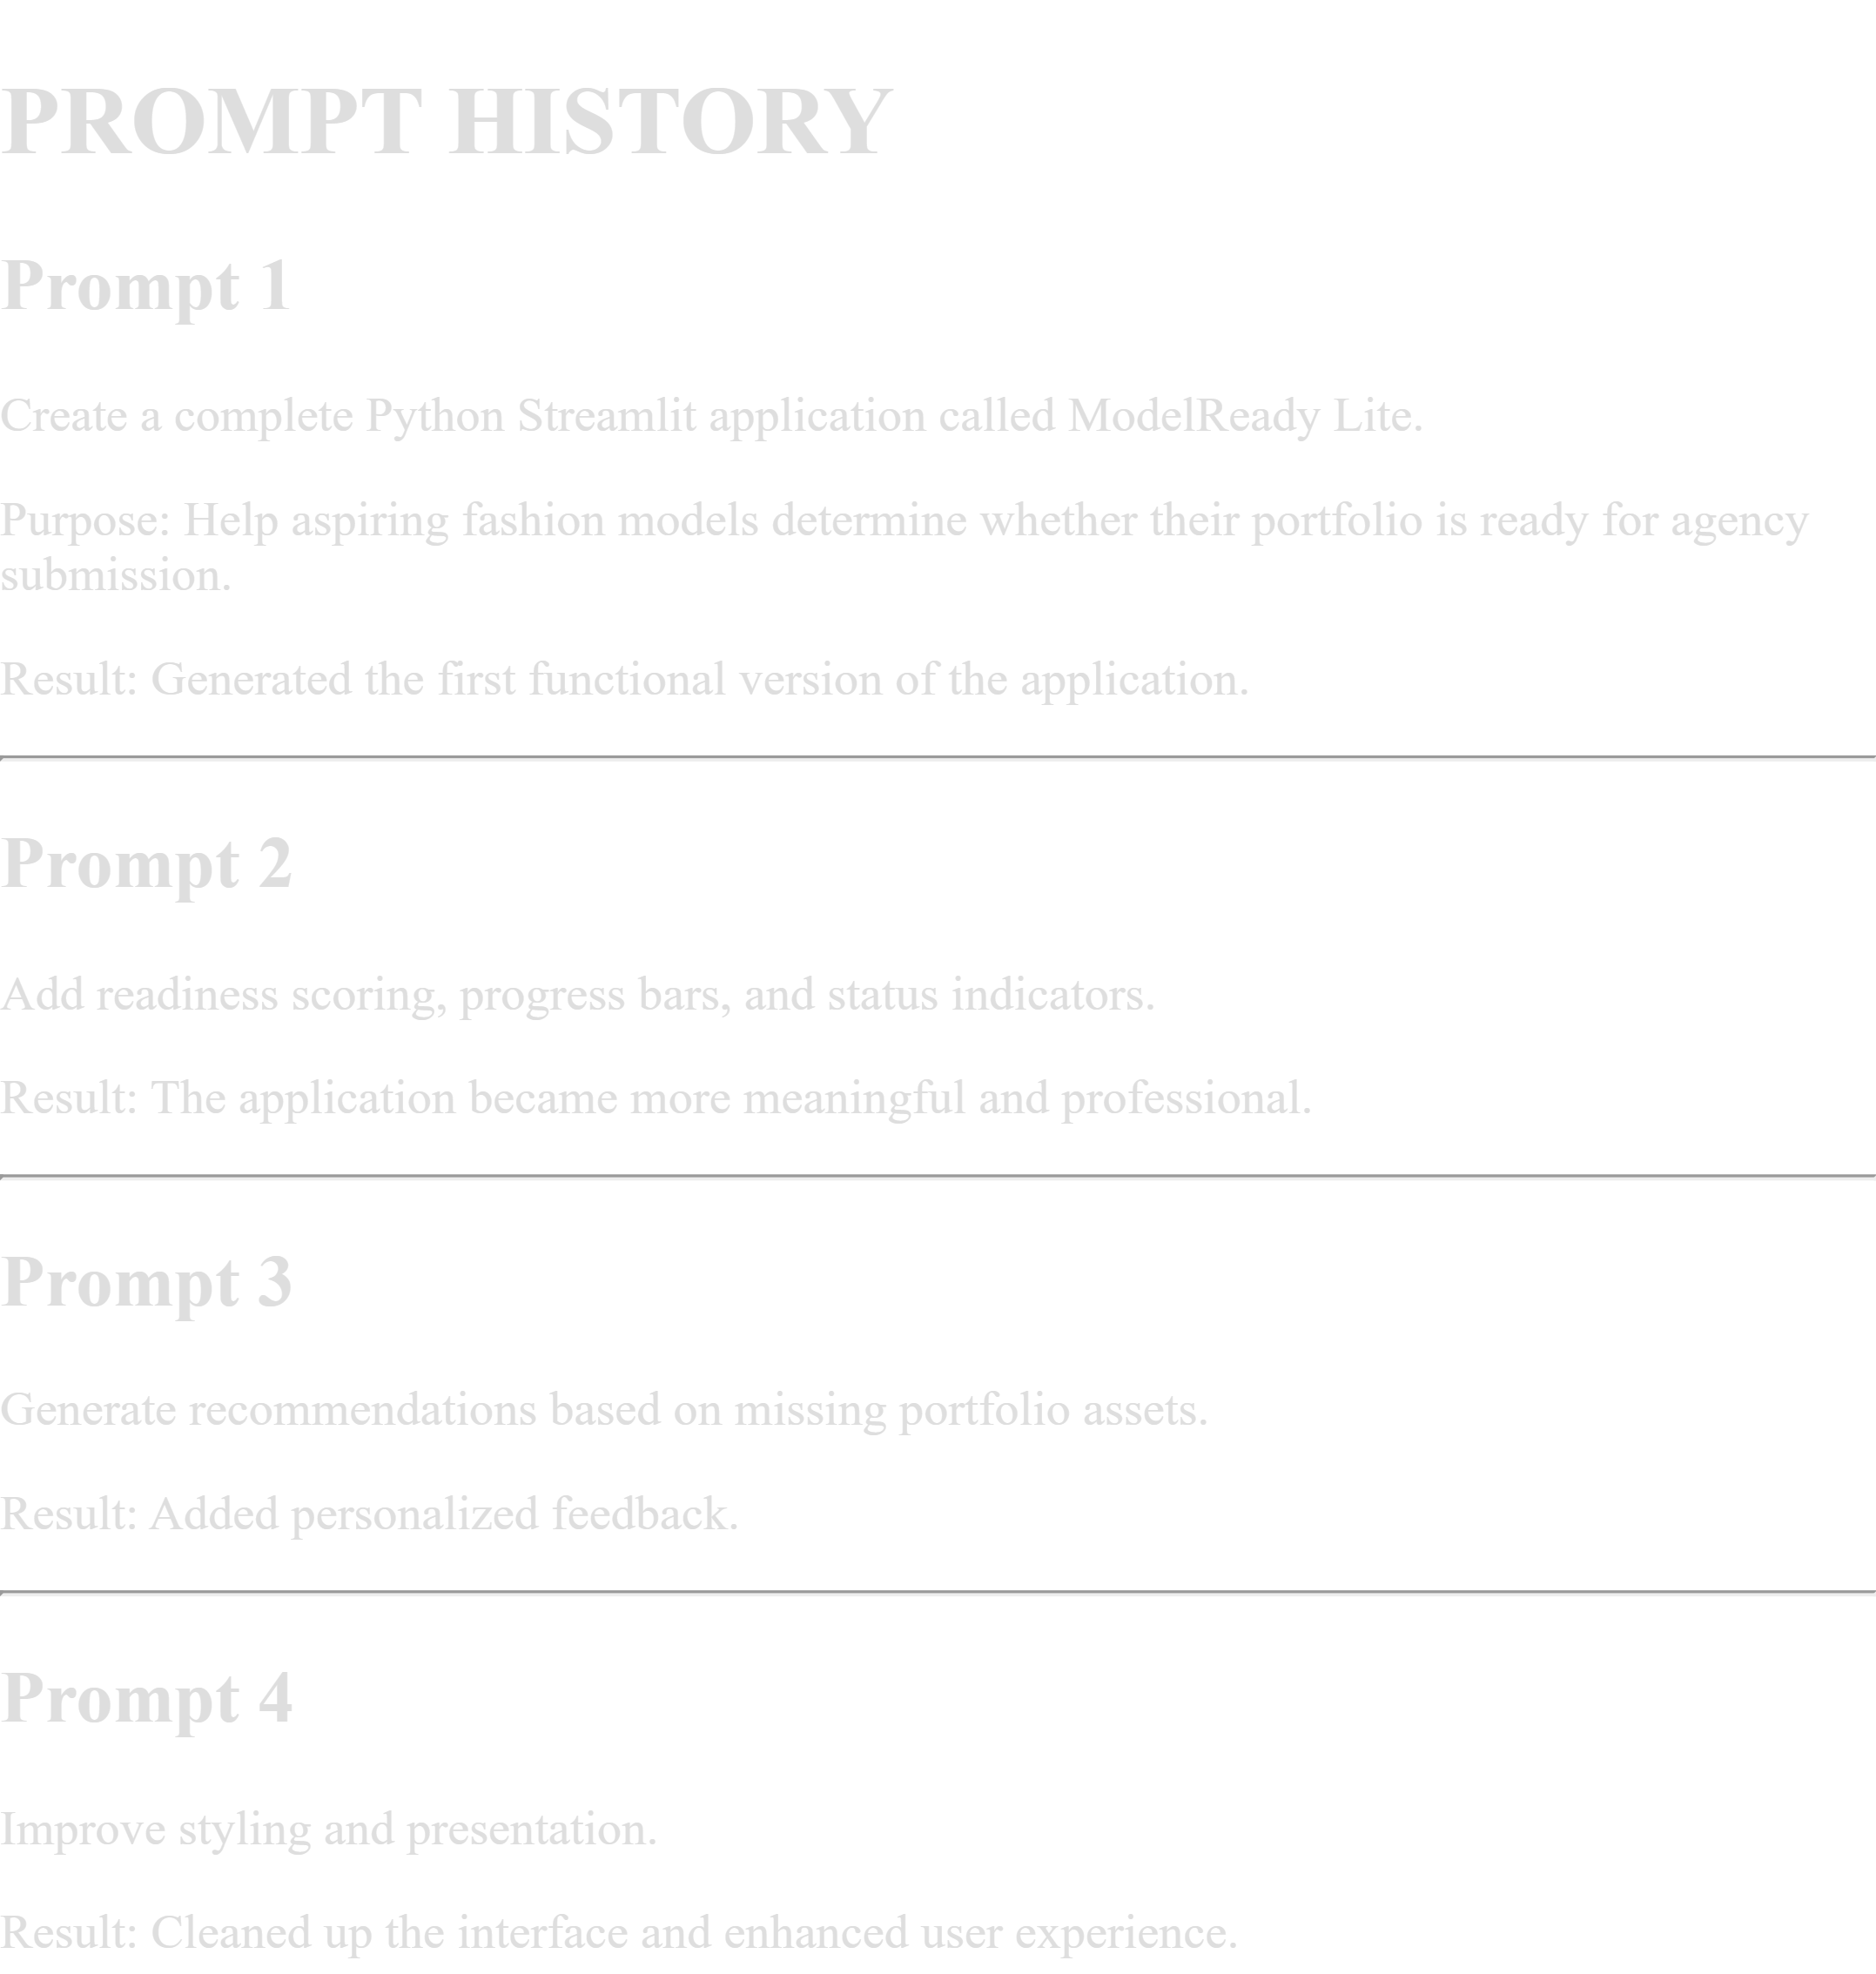 PROMPT HISTORY
Prompt 1
Create a complete Python Streamlit application called ModelReady Lite.
Purpose: Help aspiring fashion models determine whether their portfolio is ready for agency
submission.
Result: Generated the first functional version of the application.
Prompt 2
Add readiness scoring, progress bars, and status indicators.
Result: The application became more meaningful and professional.
Prompt 3
Generate recommendations based on missing portfolio assets.
Result: Added personalized feedback.
Prompt 4
Improve styling and presentation.
Result: Cleaned up the interface and enhanced user experience.